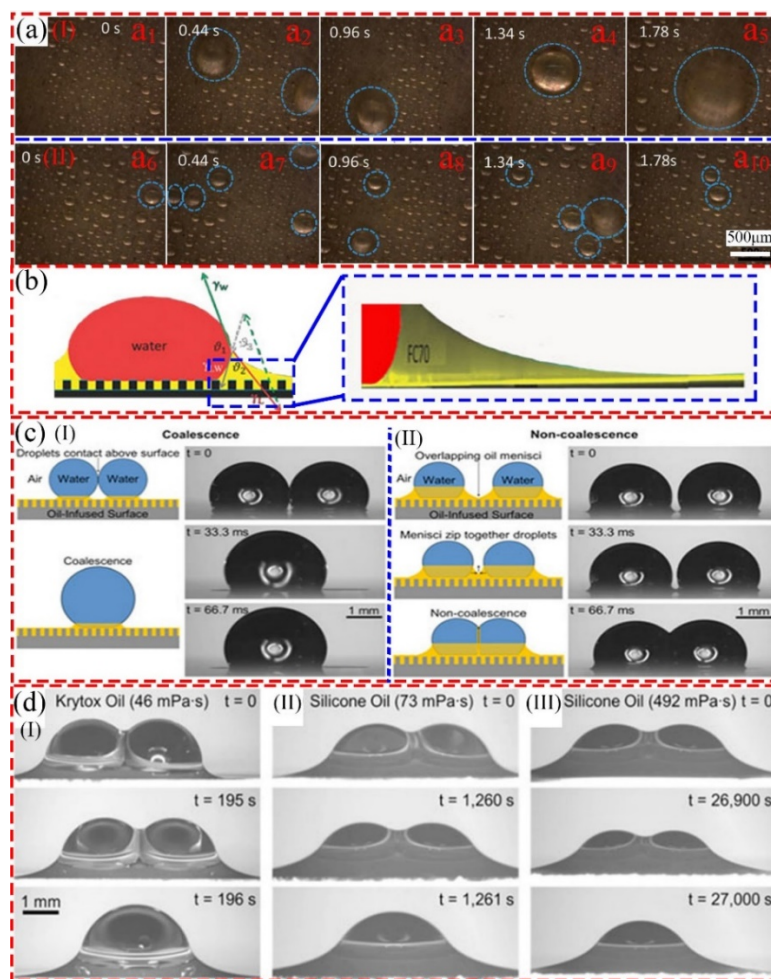 (a) (I) 0 s a₁
0.44 s a₂
0.96 s a₃
1.34 s a₄
1.78 s a₅
0 s (II) a₆
0.44 s a₇
0.96 s a₈
1.34 s a₉
1.78s a₁₀
500μm
(b)
γw
water
ϑ₁
ϑ₂
FC70
(c) (I) Coalescence
Droplets contact above surface
Air Water Water
Oil-Infused Surface
Coalescence
t = 0
t = 33.3 ms
t = 66.7 ms
1 mm
(II) Non-coalescence
Overlapping oil menisci
Air Water Water
Oil-Infused Surface
Menisci zip together droplets
Non-coalescence
t = 0
t = 33.3 ms
t = 66.7 ms
1 mm
(d) Krytox Oil (46 mPa·s) t = 0
(I)
t = 195 s
1 mm
t = 196 s
(II) Silicone Oil (73 mPa·s) t = 0
t = 1,260 s
t = 1,261 s
(III) Silicone Oil (492 mPa·s) t = 0
t = 26,900 s
t = 27,000 s